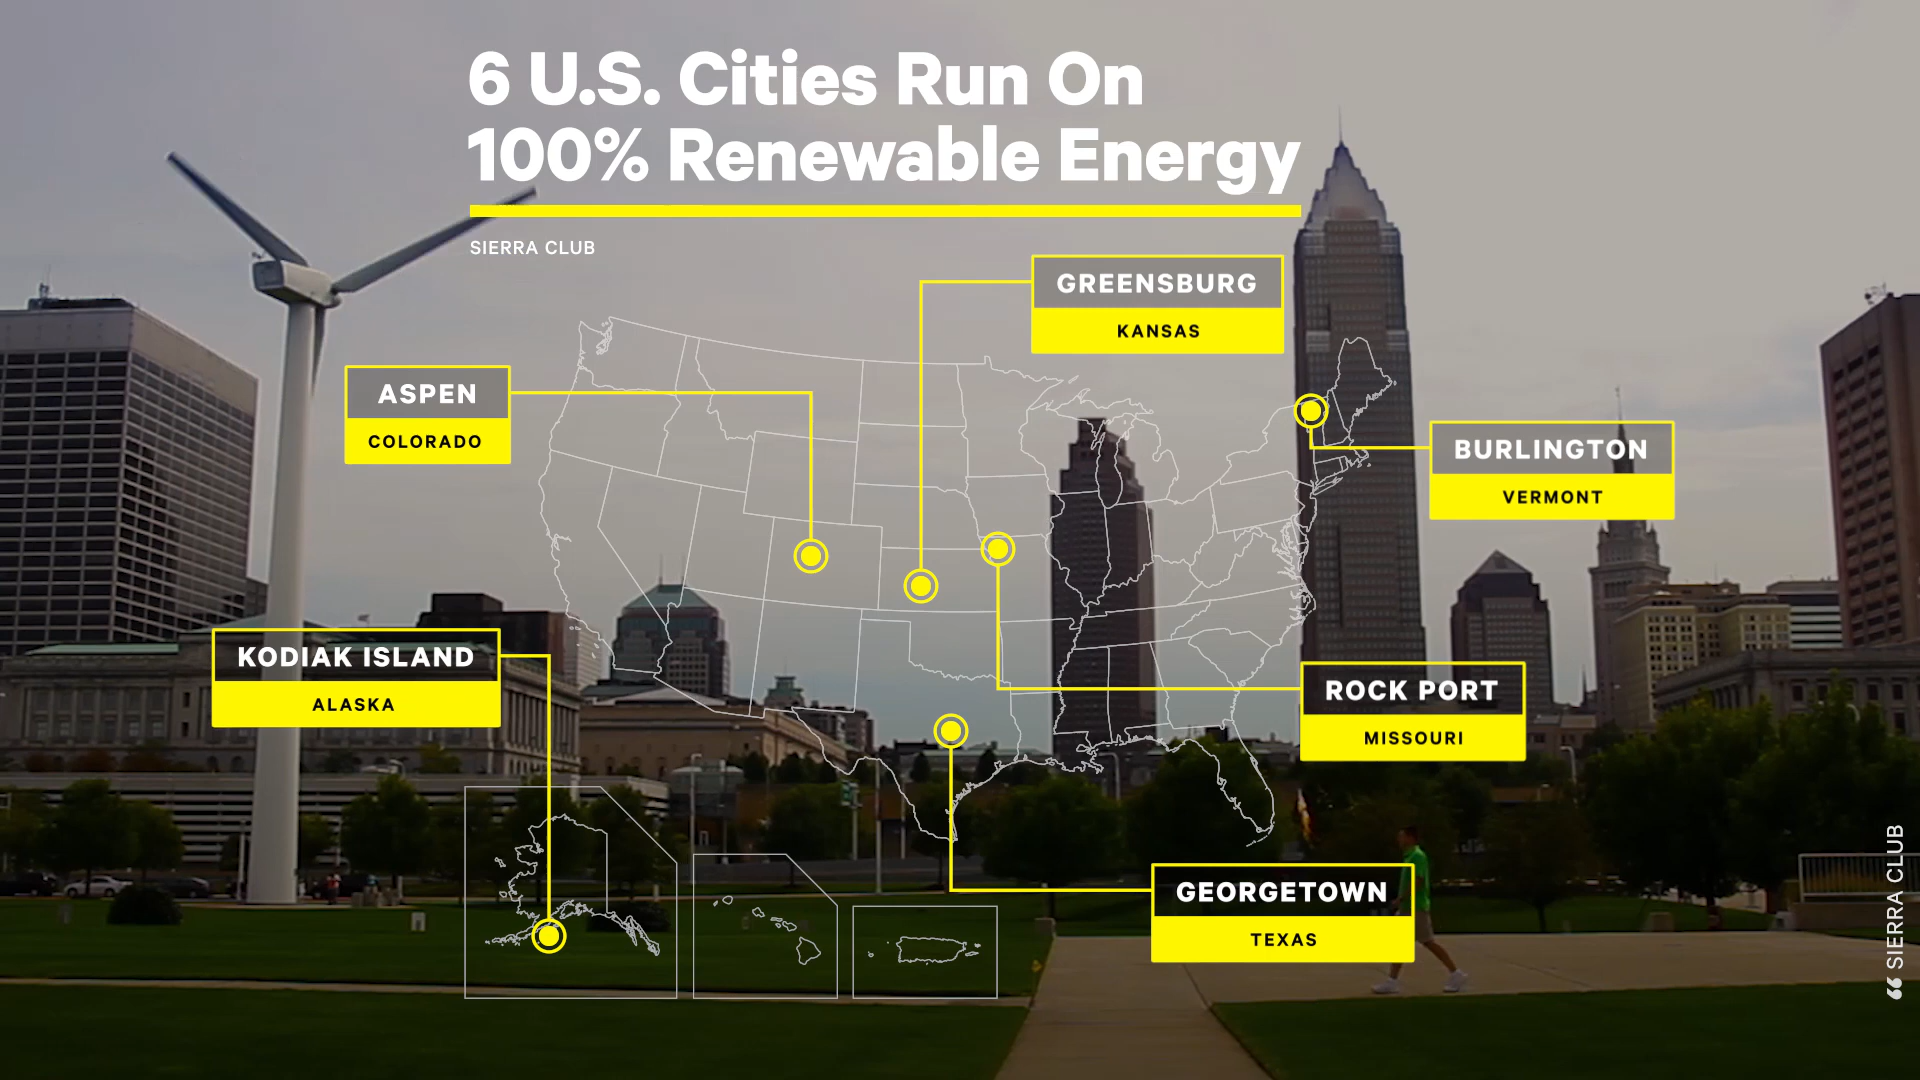 6 U.S. Cities Run On
100% Renewable Energy
SIERRA CLUB
GREENSBURG
KANSAS
ASPEN
COLORADO
BURLINGTON
VERMONT
KODIAK ISLAND
ALASKA
ROCK PORT
MISSOURI
GEORGETOWN
TEXAS
“ SIERRA CLUB